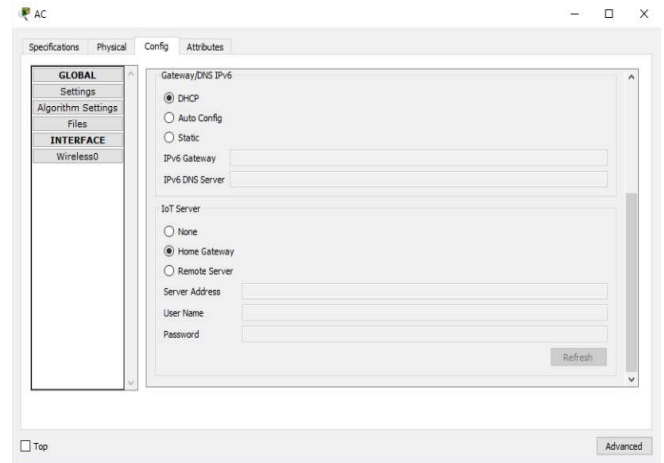 AC
Specifications Physical Config Attributes
GLOBAL
Settings
Algorithm Settings
Files
INTERFACE
Wireless0
Gateway/DNS IPv6
DHCP
Auto Config
Static
IPv6 Gateway
IPv6 DNS Server
IoT Server
None
Home Gateway
Remote Server
Server Address
User Name
Password
Refresh
Top
Advanced